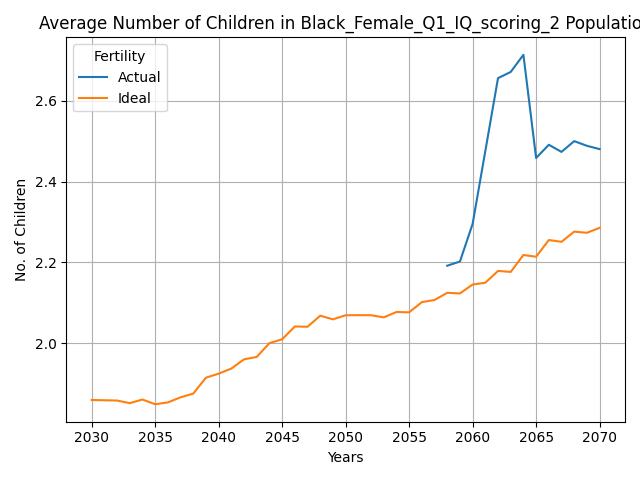 Average Number of Children in Black_Female_Q1_IQ_scoring_2 Populatio
Fertility
Actual
Ideal
2.6
2.4
2.2
2.0
No. of Children
2030 2035 2040 2045 2050 2055 2060 2065 2070
Years